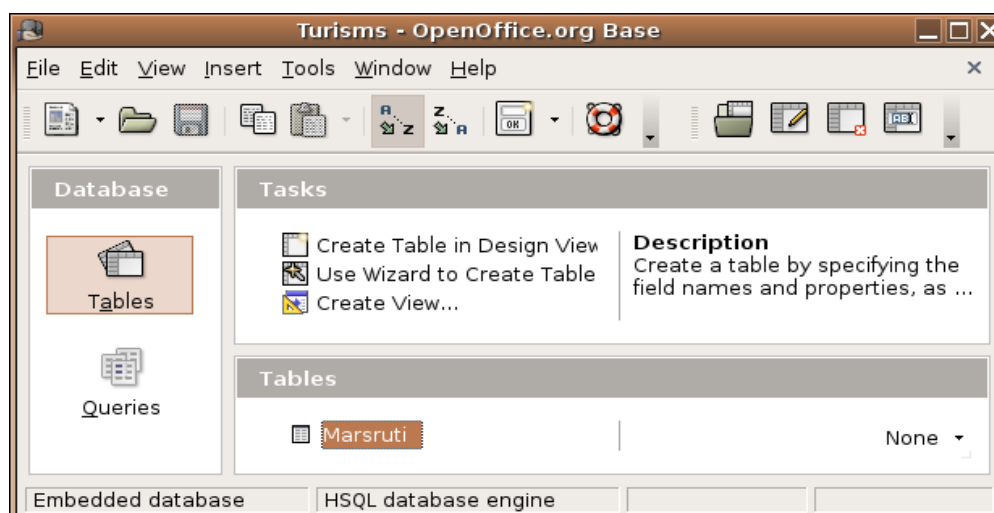 Turisms - OpenOffice.org Base
File Edit View Insert Tools Window Help
A Z Z A OK ABC
Database
Tables
Queries
Tasks
Create Table in Design View
Use Wizard to Create Table
Create View...
Description
Create a table by specifying the
field names and properties, as ...
Tables
Marsruti
None
Embedded database HSQL database engine